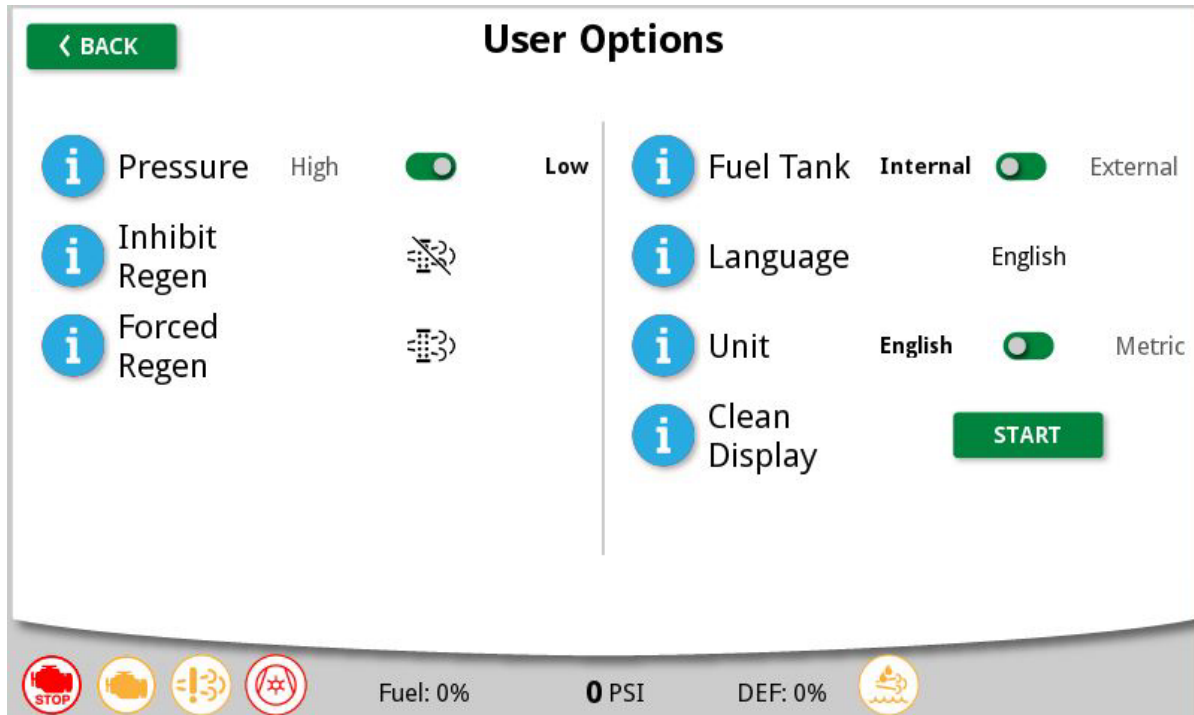 BACK
User Options
Pressure High Low
Inhibit
Regen
Forced
Regen
Fuel Tank Internal External
Language English
Unit English Metric
Clean
Display
START
STOP
Fuel: 0% 0 PSI DEF: 0%